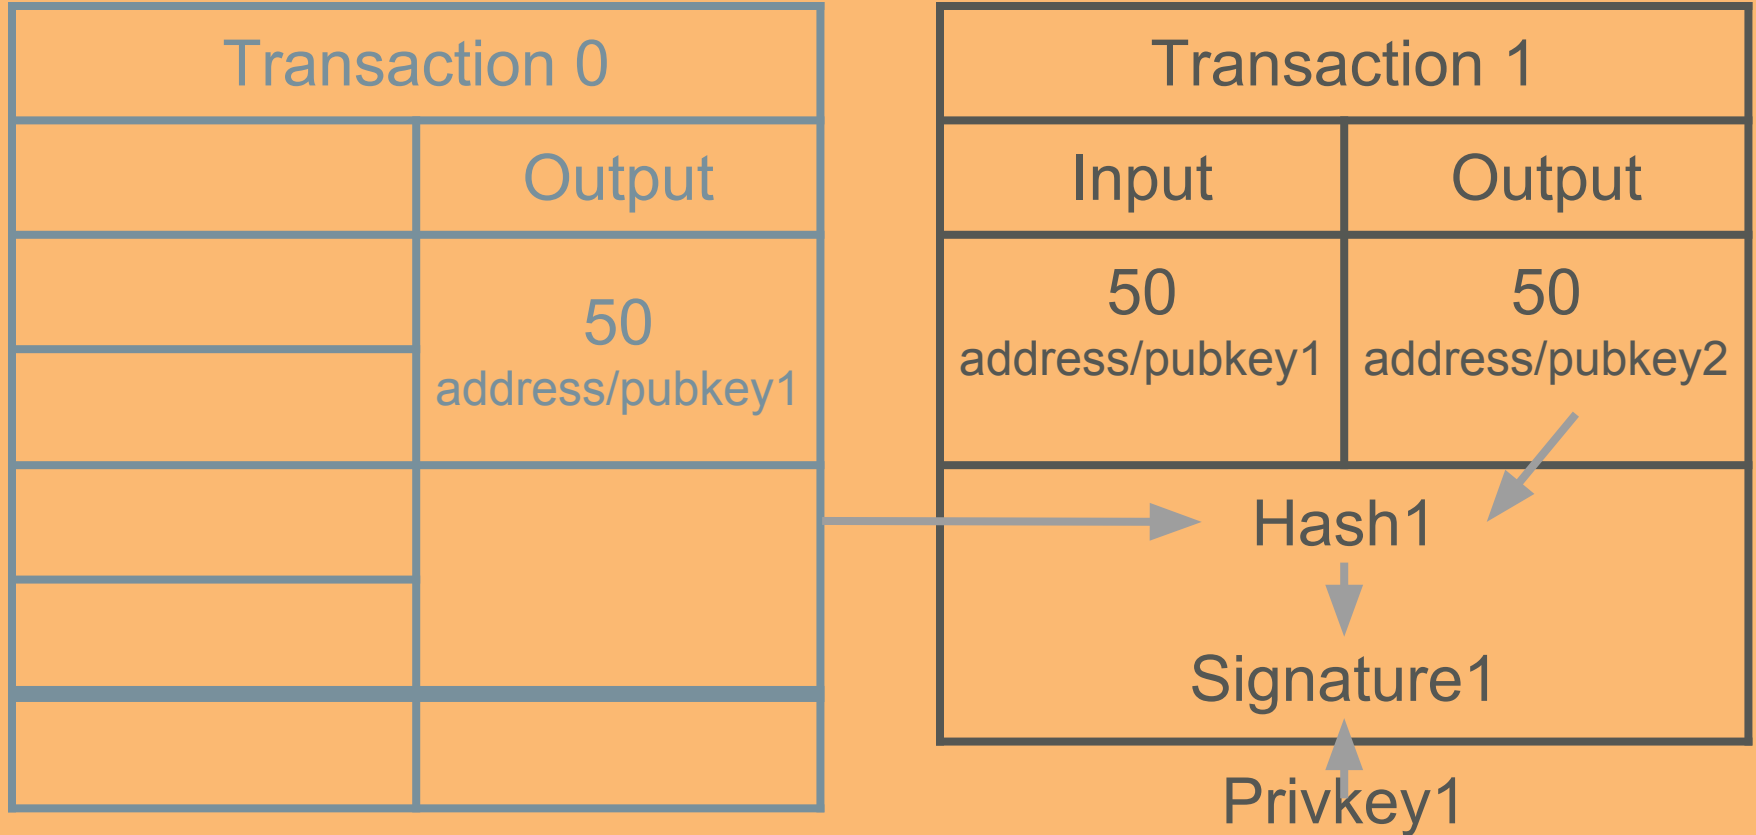 Transaction 0
Output
50
address/pubkey1
Transaction 1
Input
Output
50
address/pubkey1
50
address/pubkey2
Hash1
Signature1
Privkey1